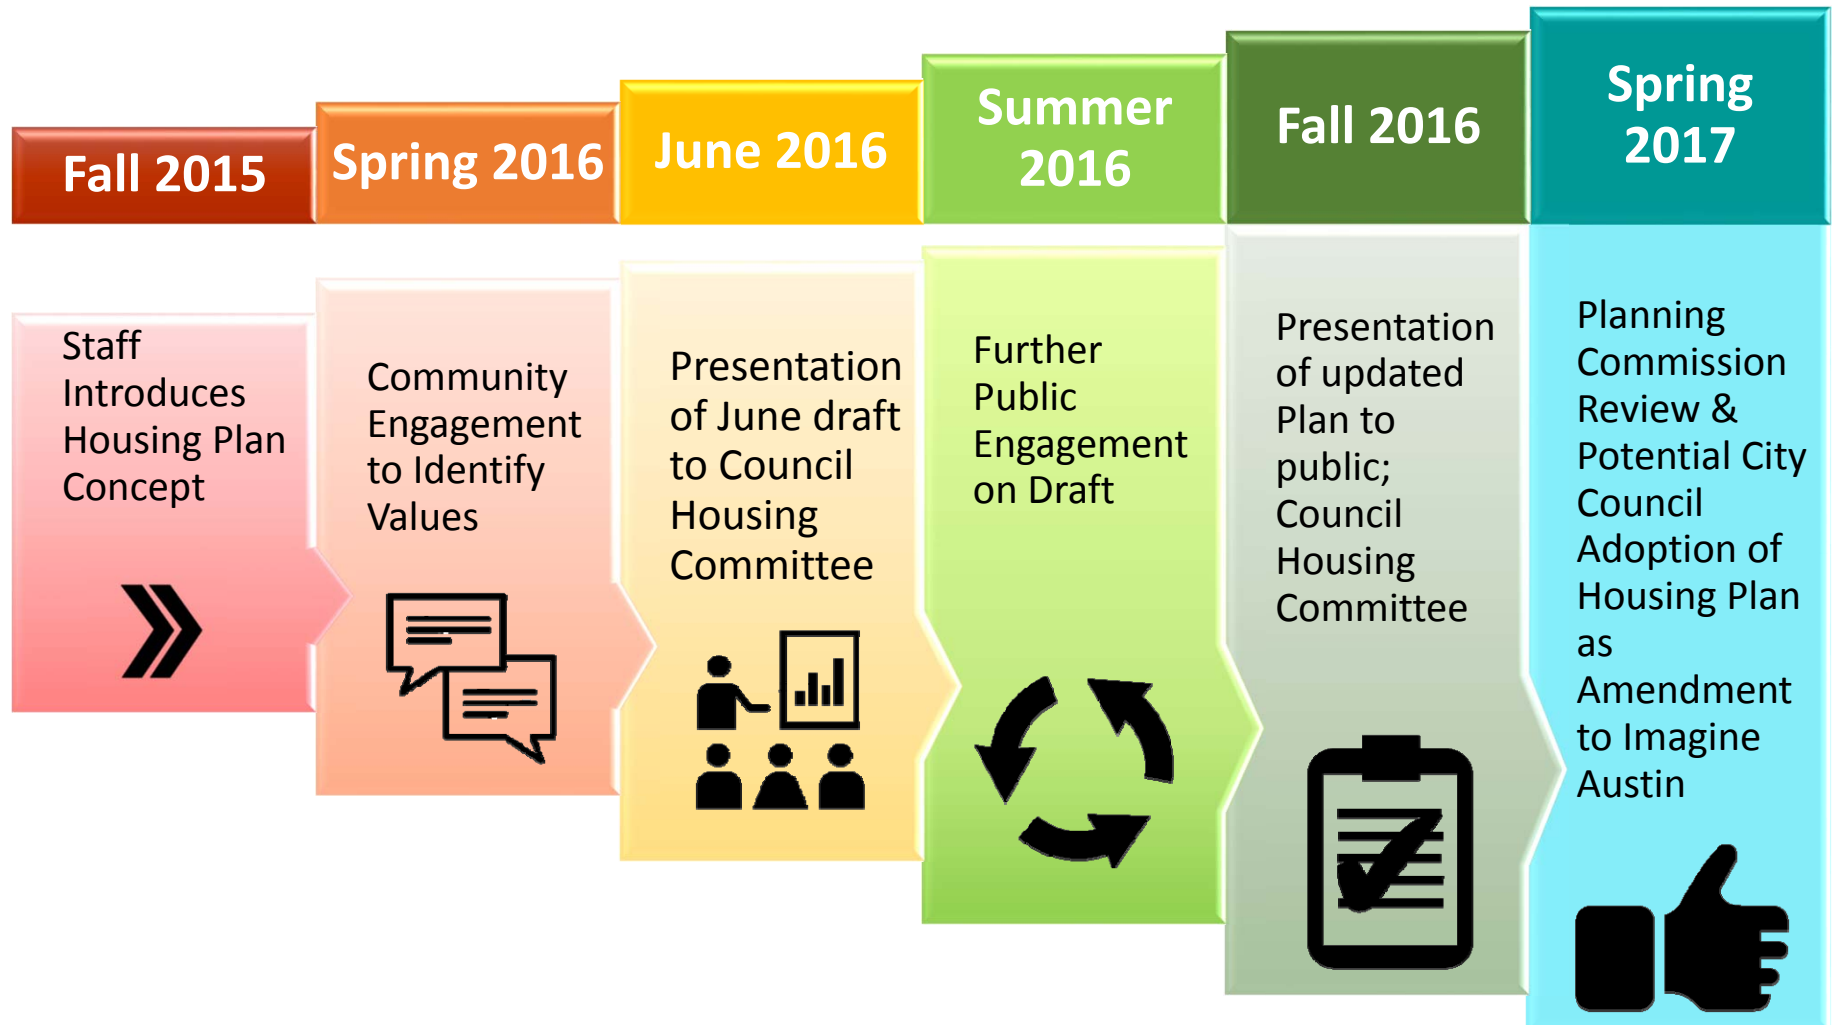 Fall 2015
Spring 2016
June 2016
Summer
2016
Fall 2016
Spring
2017
Staff
Introduces
Housing Plan
Concept
Community
Engagement
to Identify
Values
Presentation
of June draft
to Council
Housing
Committee
Further
Public
Engagement
on Draft
Presentation
of updated
Plan to
public;
Council
Housing
Committee
Planning
Commission
Review &
Potential City
Council
Adoption of
Housing Plan
as
Amendment
to Imagine
Austin